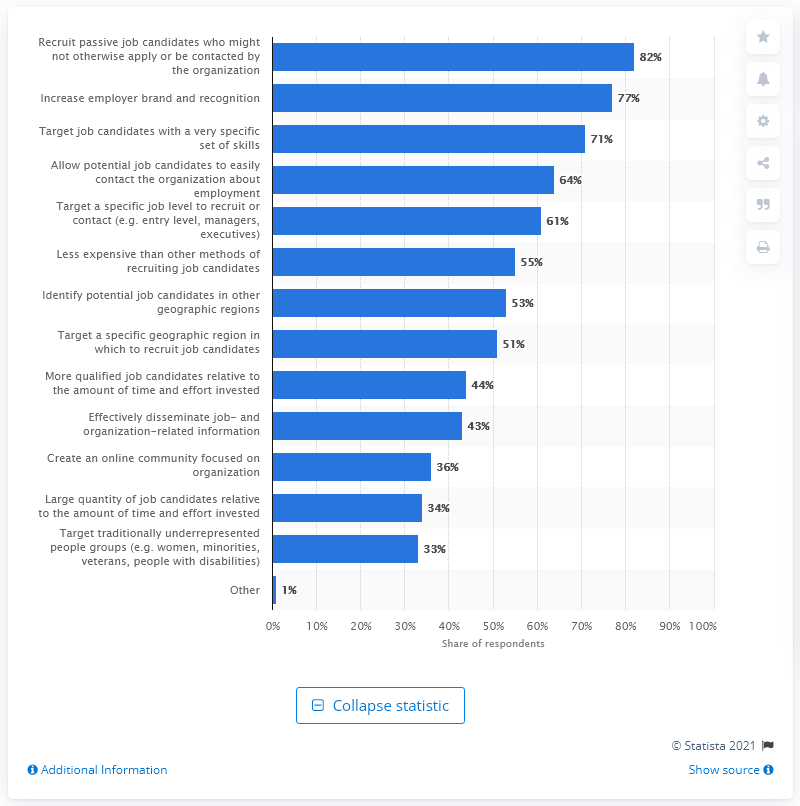 Recruit passive job candidates who might
not otherwise apply or be contacted by
the organization
82%
Increase employer brand and recognition
77%
Target job candidates with a very specific
set of skills
71%
Allow potential job candidates to easily
contact the organization about
employment
64%
Target a specific job level to recruit or
contact (e.g. entry level, managers,
executives)
61%
Less expensive than other methods of
recruiting job candidates
55%
Identify potential job candidates in other
geographic regions
53%
Target a specific geographic region in
which to recruit job candidates
51%
More qualified job candidates relative to
the amount of time and effort invested
44%
Effectively disseminate job- and
organization-related information
43%
Create an online community focused on
organization
36%
Large quantity of job candidates relative
to the amount of time and effort invested
34%
Target traditionally underrepresented
people groups (e.g. women, minorities,
veterans, people with disabilities)
33%
Other
1%
0% 10% 20% 30% 40% 50% 60% 70% 80% 90% 100%
Share of respondents
Collapse statistic
© Statista 2021
Additional Information
Show source